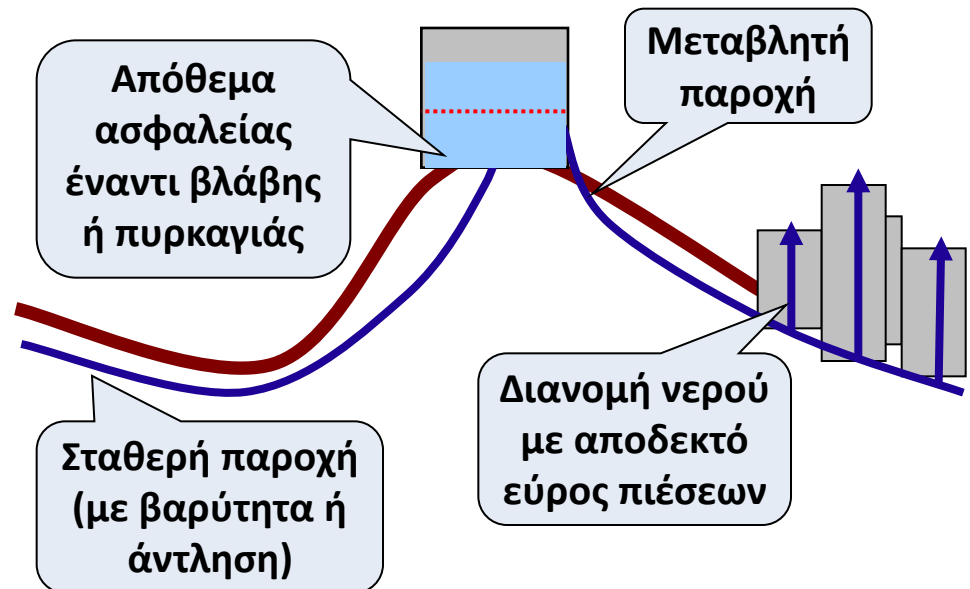 Απόθεμα
ασφαλείας
έναντι βλάβης
ή πυρκαγιάς
Μεταβλητή
παροχή
Σταθερή παροχή
(με βαρύτητα ή
άντληση)
Διανομή νερού
με αποδεκτό
εύρος πιέσεων